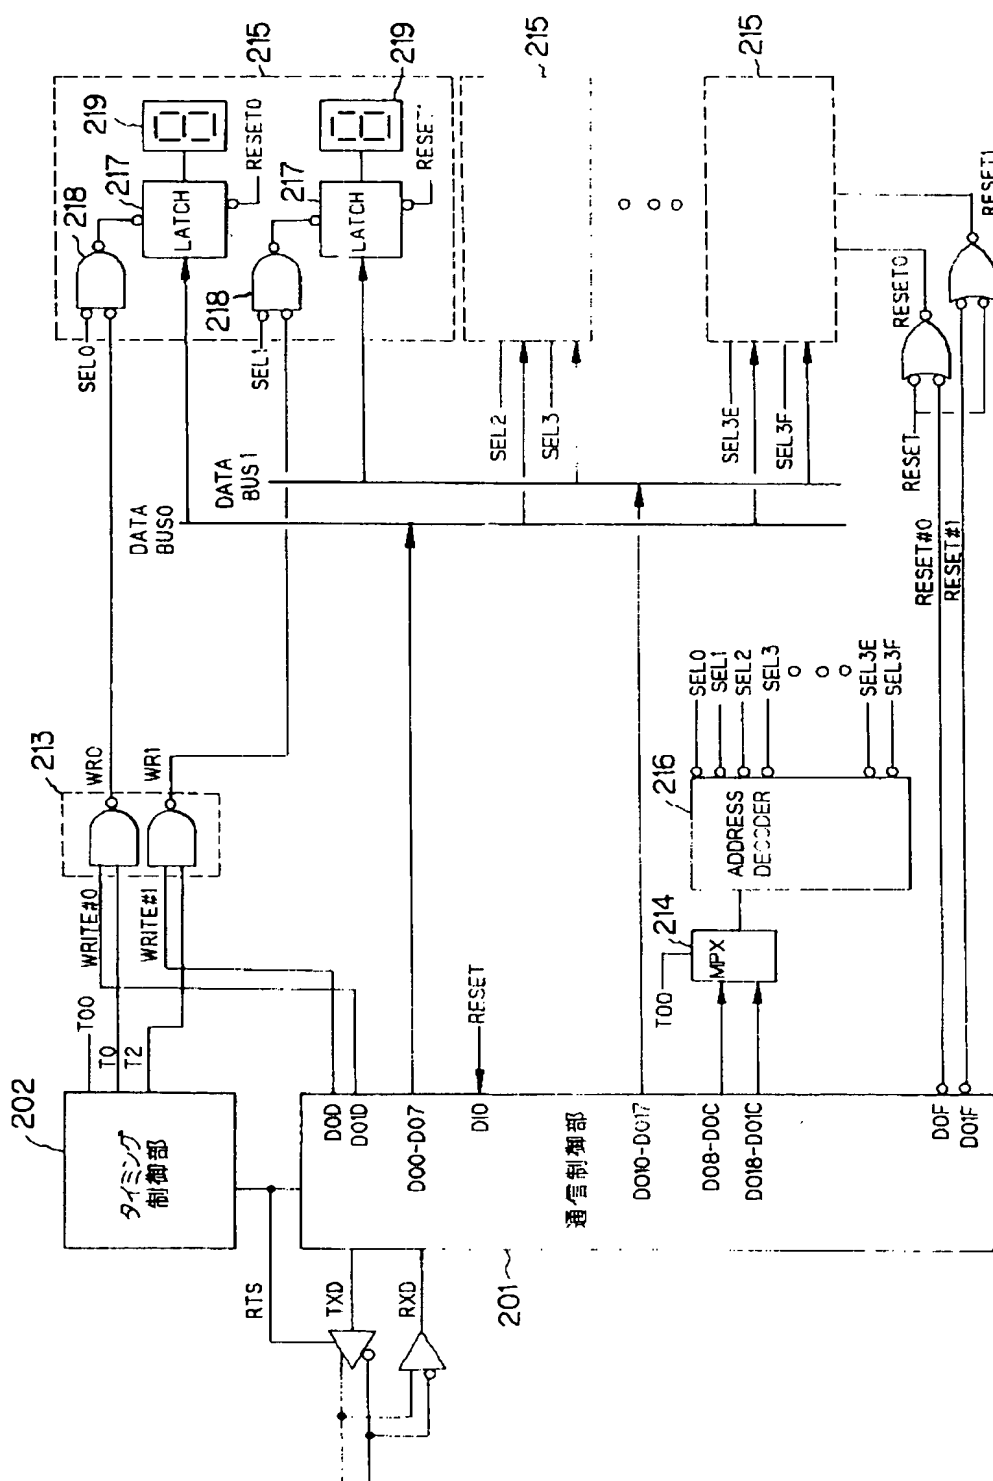 202
タイミング
制御部
T00
T0
T2
RTS
TXD
RXD
201
通信制御部
D0D
D01D
D00-D07
DI0
RESET
D010-D017
D08-D0C
D018-D01C
D0F
D01F
WRITE#0
WRITE#1
213
WR0
WR1
T00
MPX
214
ADDRESS
DECODER
216
SEL0
SEL1
SEL2
SEL3
SEL3E
SEL3F
DATA
BUS0
DATA
BUS1
SEL0
218
217
LATCH
219
RESET0
215
SEL1
218
217
LATCH
219
RESET
SEL2
SEL3
215
SEL3E
SEL3F
215
RESET
RESET#0
RESET#1
RESET0
RESET1